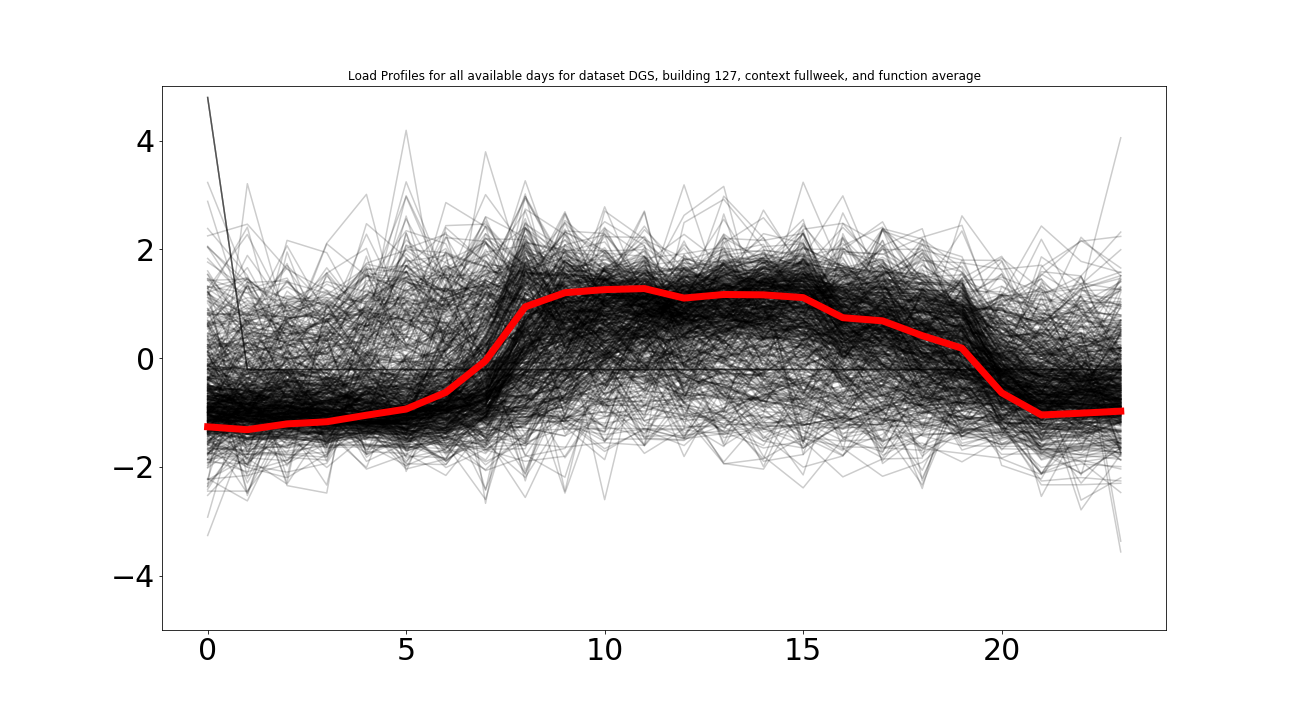 Load Profiles for all available days for dataset DGS, building 127, context fullweek, and function average
4
2
0
−2
−4
0 5 10 15 20